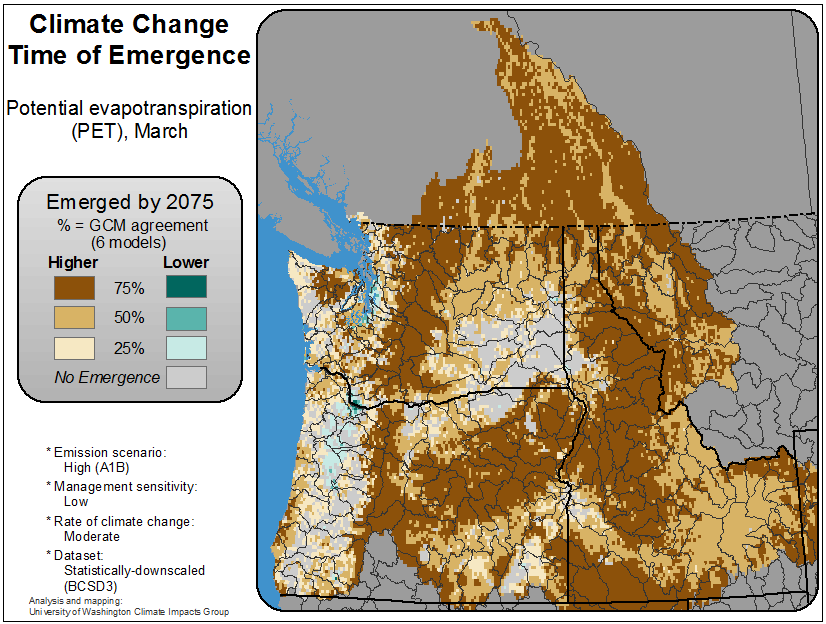 Climate Change
Time of Emergence
Potential evapotranspiration
(PET), March
Emerged by 2075
% = GCM agreement
(6 models)
Higher Lower
75%
50%
25%
No Emergence
* Emission scenario:
High (A1B)
* Management sensitivity:
Low
* Rate of climate change:
Moderate
* Dataset:
Statistically-downscaled
(BCSD3)
Analysis and mapping:
University of Washington Climate Impacts Group